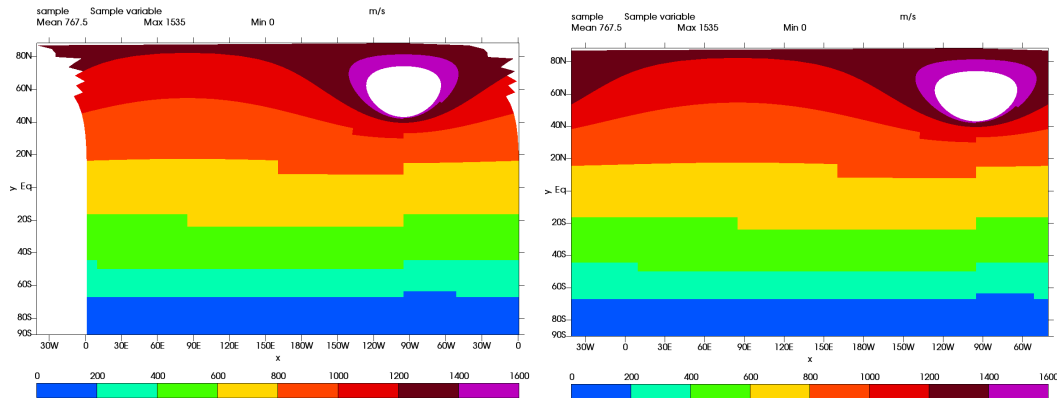 sample Sample variable m/s
Mean 767.5 Max 1535 Min 0
80N
60N
40N
20N
y Eq
20S
40S
60S
80S
90S
30W 0 30E 60E 90E 120E 150E 180W 150W 120W 90W 60W 30W 0
x
0 200 400 600 800 1000 1200 1400 1600
sample Sample variable m/s
Mean 767.5 Max 1535 Min 0
80N
60N
40N
20N
y Eq
20S
40S
60S
80S
90S
30W 0 30E 60E 90E 120E 150E 180W 150W 120W 90W 60W
x
0 200 400 600 800 1000 1200 1400 1600